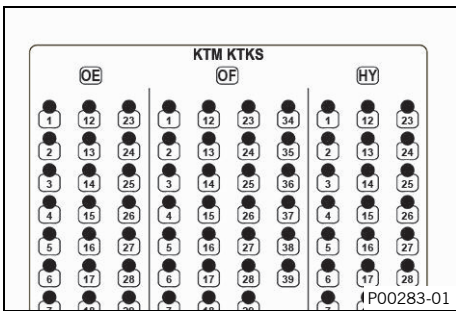 KTM KTKS
OE OF HY
1 12 23 1 12 23 34 1 12 23
2 13 24 2 13 24 35 2 13 24
3 14 25 3 14 25 36 3 14 25
4 15 26 4 15 26 37 4 15 26
5 16 27 5 16 27 38 5 16 27
6 17 28 6 17 28 39 6 17 28
P00283-01